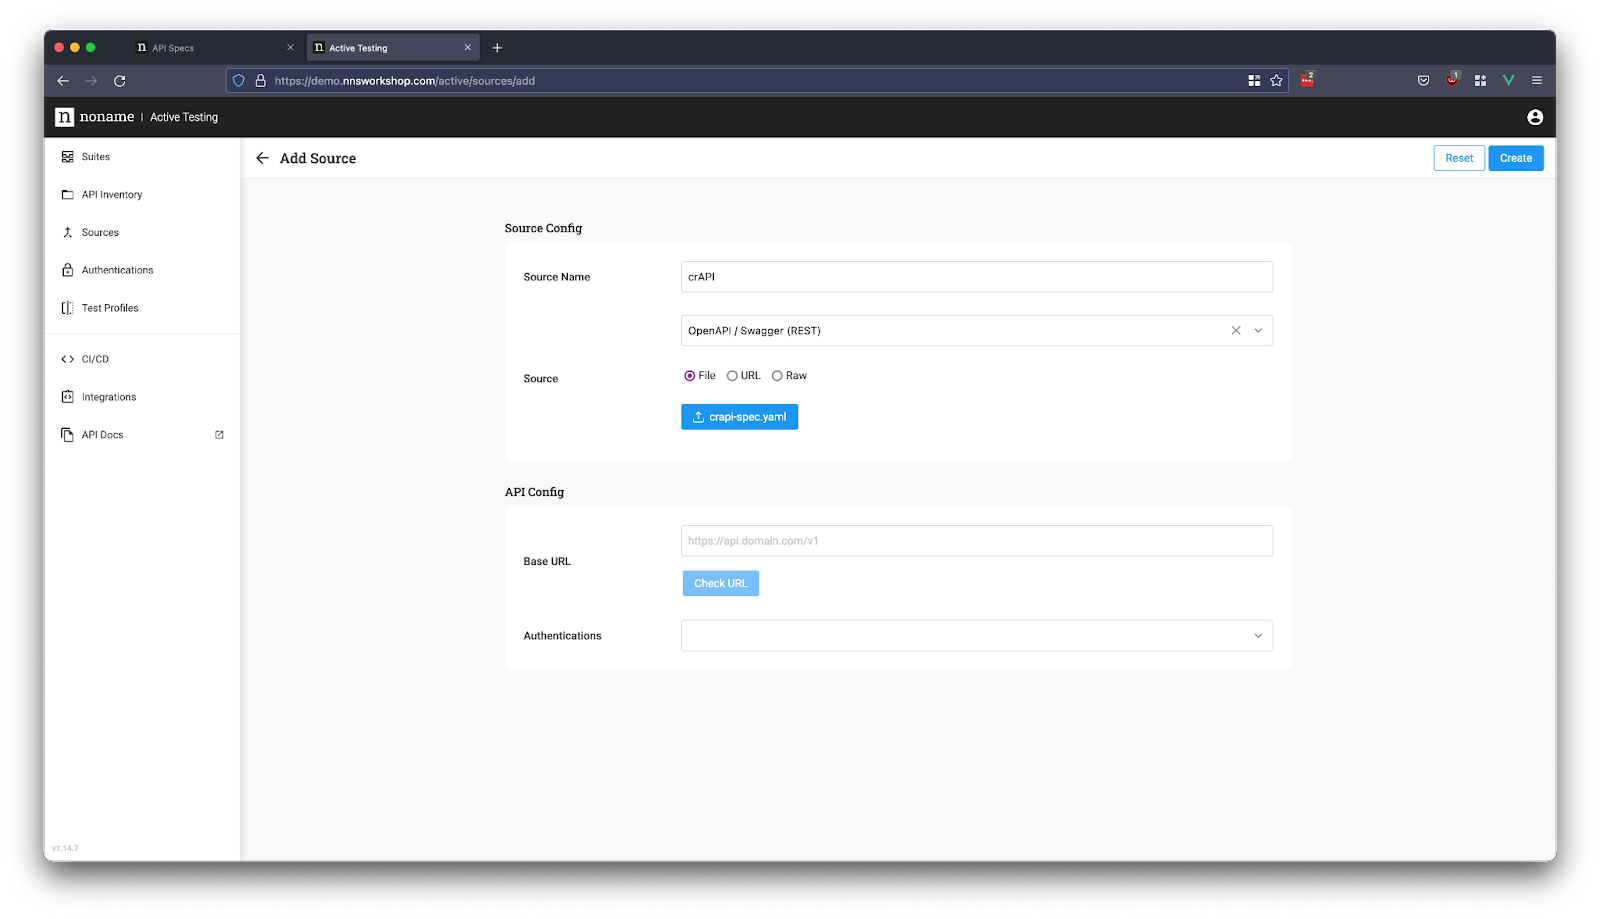 n API Specs
n Active Testing
https://demo.nnsworkshop.com/active/sources/add
2
1
n noname | Active Testing
Suites
API Inventory
Sources
Authentications
Test Profiles
CI/CD
Integrations
API Docs
v1.14.7
Add Source
Reset
Create
Source Config
Source Name
crAPI
OpenAPI / Swagger (REST)
Source
File URL Raw
crapi-spec.yaml
API Config
Base URL
https://api.domain.com/v1
Check URL
Authentications